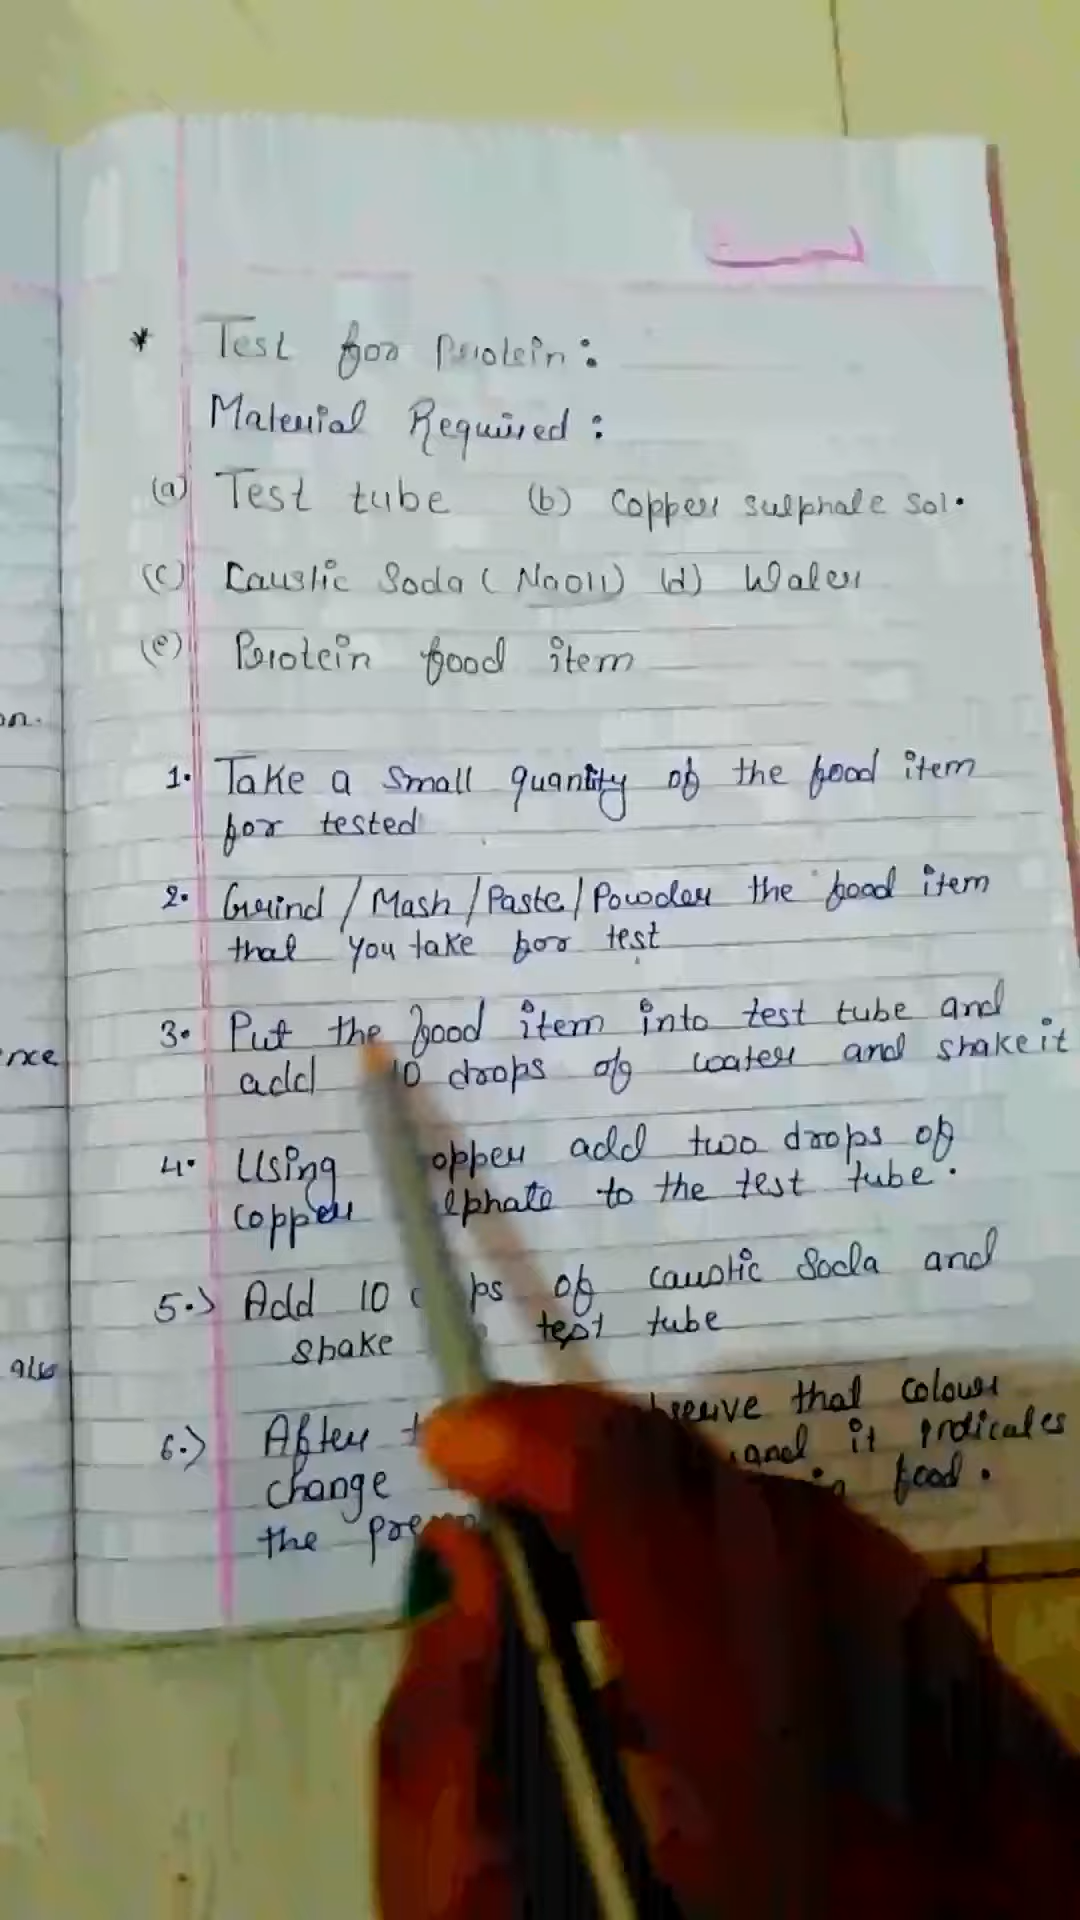 on.
nce
* Test for Protein:
Material Required:
(a) Test tube (b) Copper sulphate sol.
(c) Caustic Soda (NaOH) (d) Water
(e) Protein food item
1. Take a small quantity of the food item
for tested
2. Grind / Mash / Paste / Powder the food item
that you take for test
3. Put the food item into test tube and
add 10 drops of water and shake it
4. Using opper add two drops of
copper lphate to the test tube.
5.) Add 10 ps of caustic Soda and
shake test tube
6.) After that colour
change and it indicates
the food.